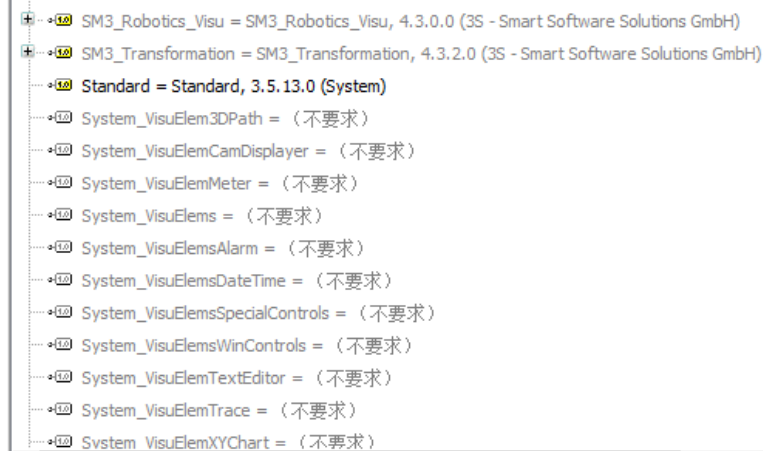 SM3_Robotics_Visu = SM3_Robotics_Visu, 4.3.0.0 (3S - Smart Software Solutions GmbH)
SM3_Transformation = SM3_Transformation, 4.3.2.0 (3S - Smart Software Solutions GmbH)
Standard = Standard, 3.5.13.0 (System)
System_VisuElem3DPath = （不要求）
System_VisuElemCamDisplayer = （不要求）
System_VisuElemMeter = （不要求）
System_VisuElems = （不要求）
System_VisuElemsAlarm = （不要求）
System_VisuElemsDateTime = （不要求）
System_VisuElemsSpecialControls = （不要求）
System_VisuElemsWinControls = （不要求）
System_VisuElemTextEditor = （不要求）
System_VisuElemTrace = （不要求）
System_VisuElemXYChart = （不要求）